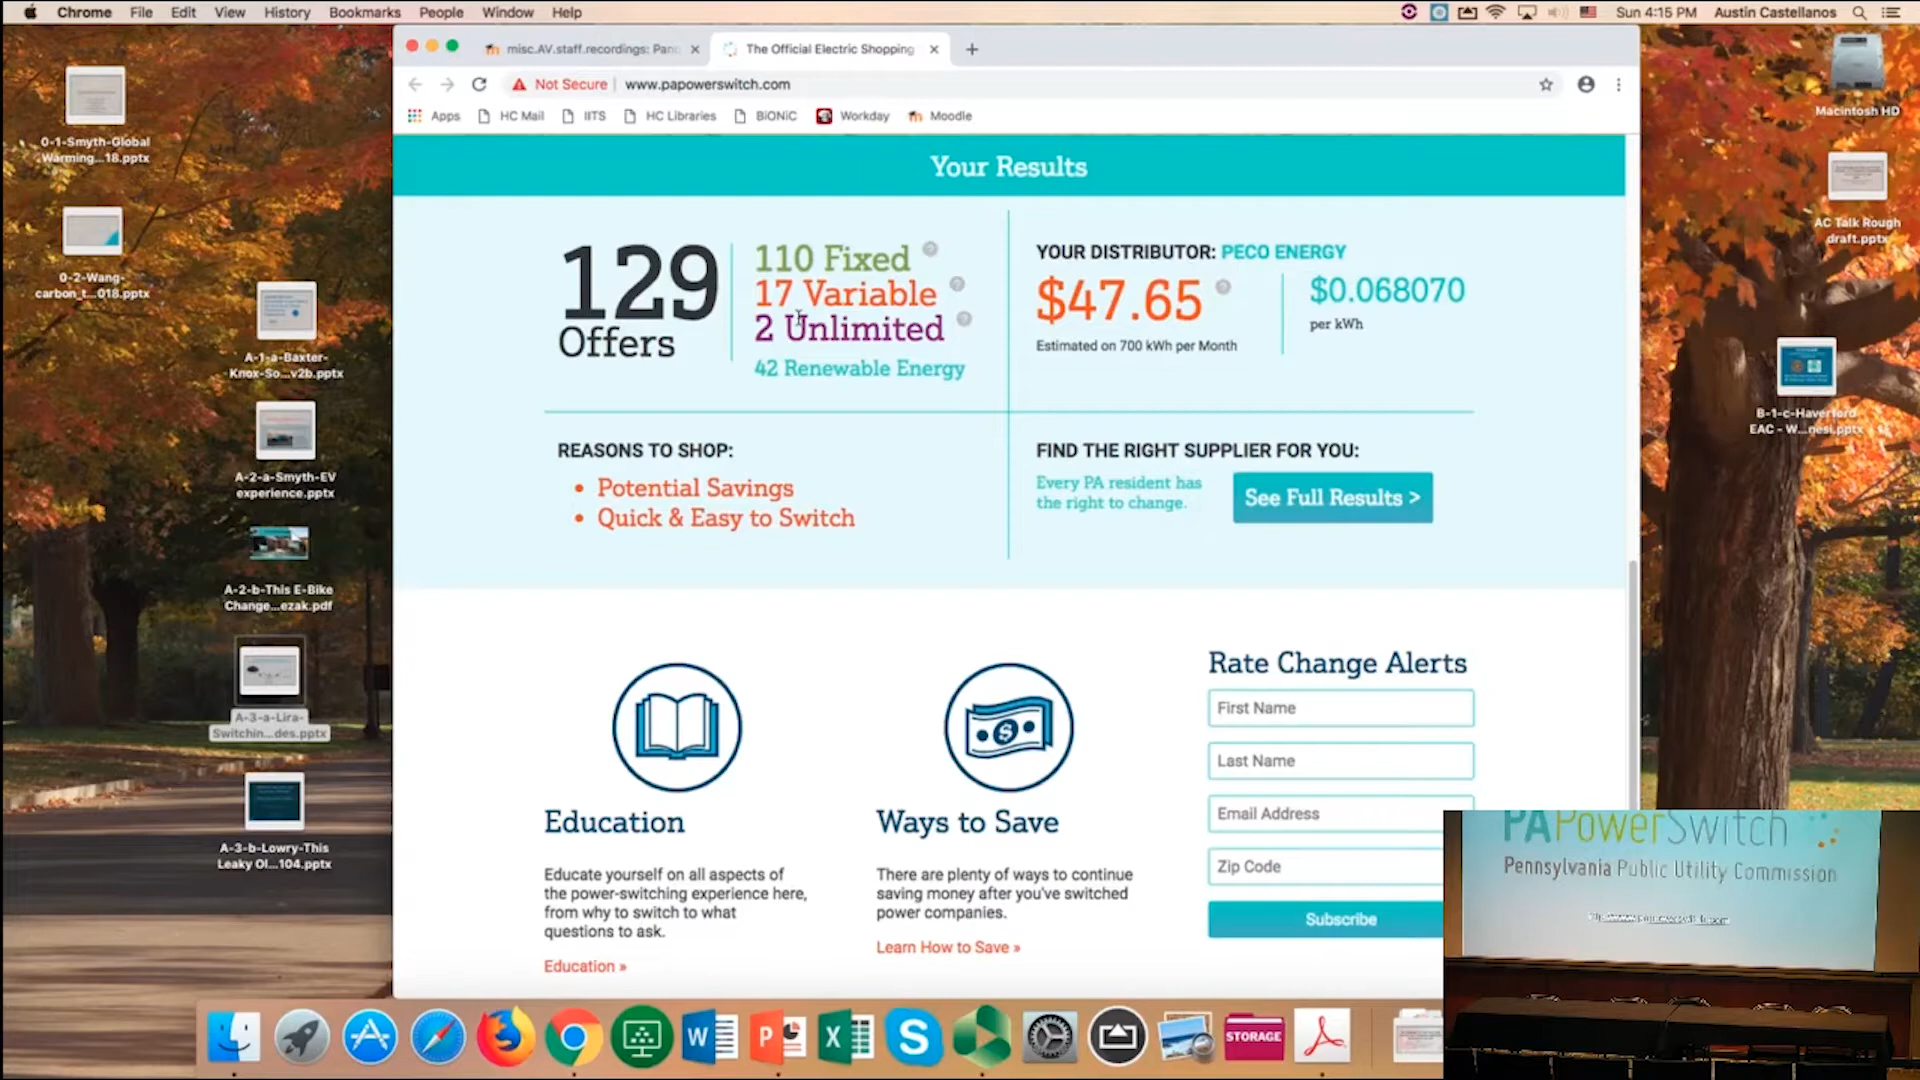 Chrome File Edit View History Bookmarks People Window Help
Sun 4:15 PM Austin Castellanos
misc.AV.staff.recordings: Pan
The Official Electric Shopping
Not Secure www.papowerswitch.com
Apps HC Mail IITS HC Libraries BiONiC Workday Moodle
Your Results
129
Offers
110 Fixed ?
17 Variable ?
2 Unlimited ?
42 Renewable Energy
YOUR DISTRIBUTOR: PECO ENERGY
$47.65 ?
Estimated on 700 kWh per Month
$0.068070
per kWh
REASONS TO SHOP:
• Potential Savings
• Quick & Easy to Switch
FIND THE RIGHT SUPPLIER FOR YOU:
Every PA resident has
the right to change.
See Full Results >
Education
Educate yourself on all aspects of
the power-switching experience here,
from why to switch to what
questions to ask.
Education »
Ways to Save
There are plenty of ways to continue
saving money after you've switched
power companies.
Learn How to Save »
Rate Change Alerts
First Name
Last Name
Email Address
Zip Code
Subscribe
0-1-Smyth-Global
Warming...18.pptx
0-2-Wang-
carbon_t...018.pptx
A-1-a-Baxter-
Knox-So...v2b.pptx
A-2-a-Smyth-EV
experience.pptx
A-2-b-This E-Bike
Change...ezak.pdf
A-3-a-Lira-
Switchin...des.pptx
A-3-b-Lowry-This
Leaky Ol...104.pptx
Macintosh HD
AC Talk Rough
draft.pptx
B-1-c-Haverford
EAC - W...nesi.pptx
PAPowerSwitch
Pennsylvania Public Utility Commission
STORAGE